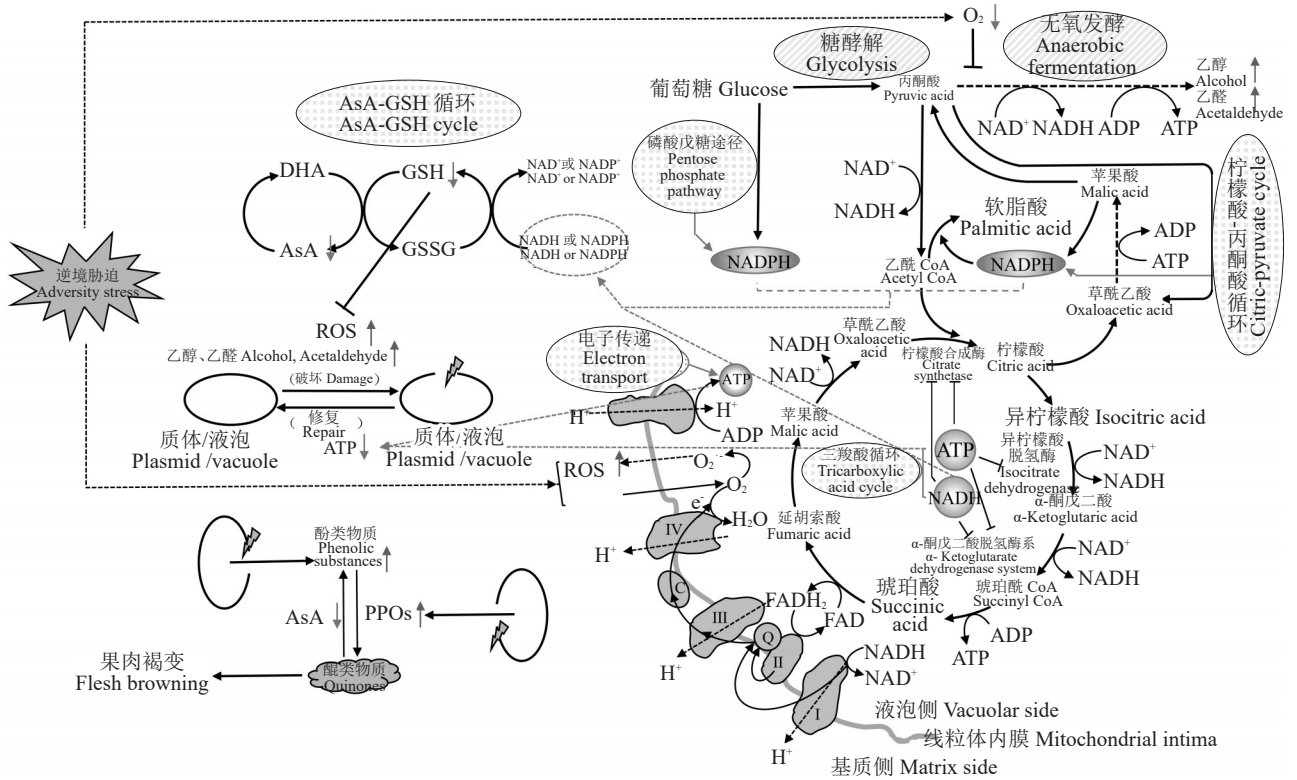 O₂
无氧发酵
Anaerobic
fermentation
糖酵解
Glycolysis
葡萄糖 Glucose
丙酮酸
Pyruvic acid
乙醇
Alcohol
乙醛
Acetaldehyde
NAD⁺ NADH ADP ATP
AsA-GSH 循环
AsA-GSH cycle
DHA
GSH
NAD⁺或 NADP⁺
NAD⁺ or NADP⁺
AsA
GSSG
NADH 或 NADPH
NADH or NADPH
磷酸戊糖途径
Pentose
phosphate
pathway
NADPH
NAD⁺
NADH
软脂酸
Palmitic acid
苹果酸
Malic acid
NADPH
ADP
ATP
乙酰 CoA
Acetyl CoA
草酰乙酸
Oxaloacetic acid
柠檬酸-丙酮酸循环
Citric-pyruvate cycle
逆境胁迫
Adversity stress
ROS
乙醇、乙醛 Alcohol, Acetaldehyde
(破坏 Damage)
(修复
Repair)
ATP
质体/液泡
Plasmid /vacuole
质体/液泡
Plasmid /vacuole
电子传递
Electron
transport
ATP
H⁺
H⁺
ADP
NADH
NAD⁺
草酰乙酸
Oxaloacetic
acid
柠檬酸合成酶
Citrate
synthetase
柠檬酸
Citric acid
苹果酸
Malic acid
异柠檬酸 Isocitric acid
三羧酸循环
Tricarboxylic
acid cycle
ATP
NADH
异柠檬酸
脱氢酶
Isocitrate
dehydrogenase
NAD⁺
NADH
α-酮戊二酸
α-Ketoglutaric acid
ROS
O₂⁻
O₂
e⁻
H₂O
IV
H⁺
延胡索酸
Fumaric acid
α-酮戊二酸脱氢酶系
α- Ketoglutarate
dehydrogenase system
NAD⁺
NADH
琥珀酰 CoA
Succinyl CoA
琥珀酸
Succinic
acid
ADP
ATP
酚类物质
Phenolic
substances
AsA
PPOs
醌类物质
Quinones
果肉褐变
Flesh browning
C
III
H⁺
Q
II
FADH₂
FAD
NADH
NAD⁺
I
H⁺
液泡侧 Vacuolar side
线粒体内膜 Mitochondrial intima
基质侧 Matrix side